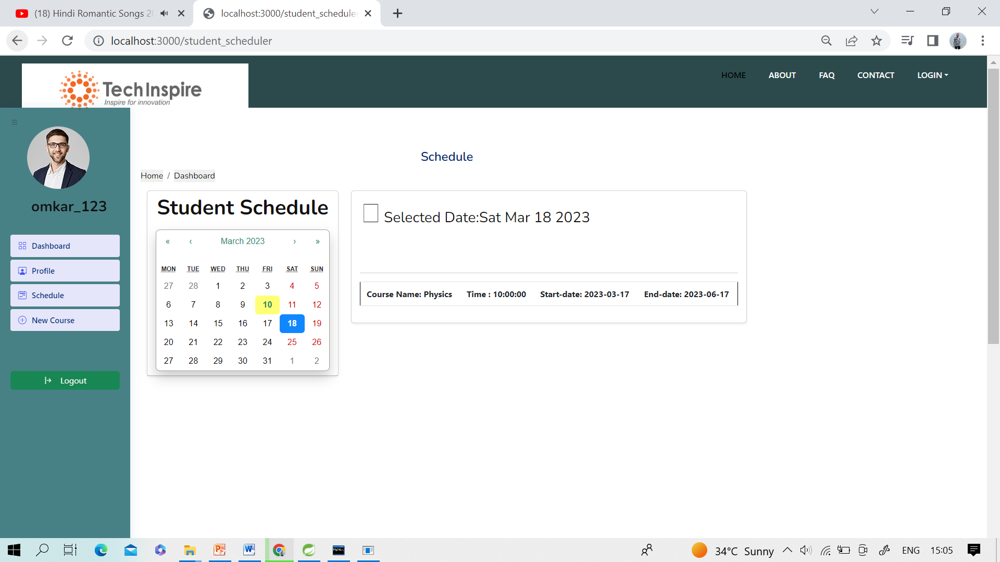 (18) Hindi Romantic Songs 20
localhost:3000/student_scheduler
localhost:3000/student_scheduler
TechInspire
Inspire for innovation
HOME ABOUT FAQ CONTACT LOGIN
omkar_123
Dashboard
Profile
Schedule
New Course
Logout
Schedule
Home / Dashboard
Student Schedule
« ‹ March 2023 › »
MON TUE WED THU FRI SAT SUN
27 28 1 2 3 4 5
6 7 8 9 10 11 12
13 14 15 16 17 18 19
20 21 22 23 24 25 26
27 28 29 30 31 1 2
Selected Date:Sat Mar 18 2023
Course Name: Physics Time : 10:00:00 Start-date: 2023-03-17 End-date: 2023-06-17
34°C Sunny ENG 15:05